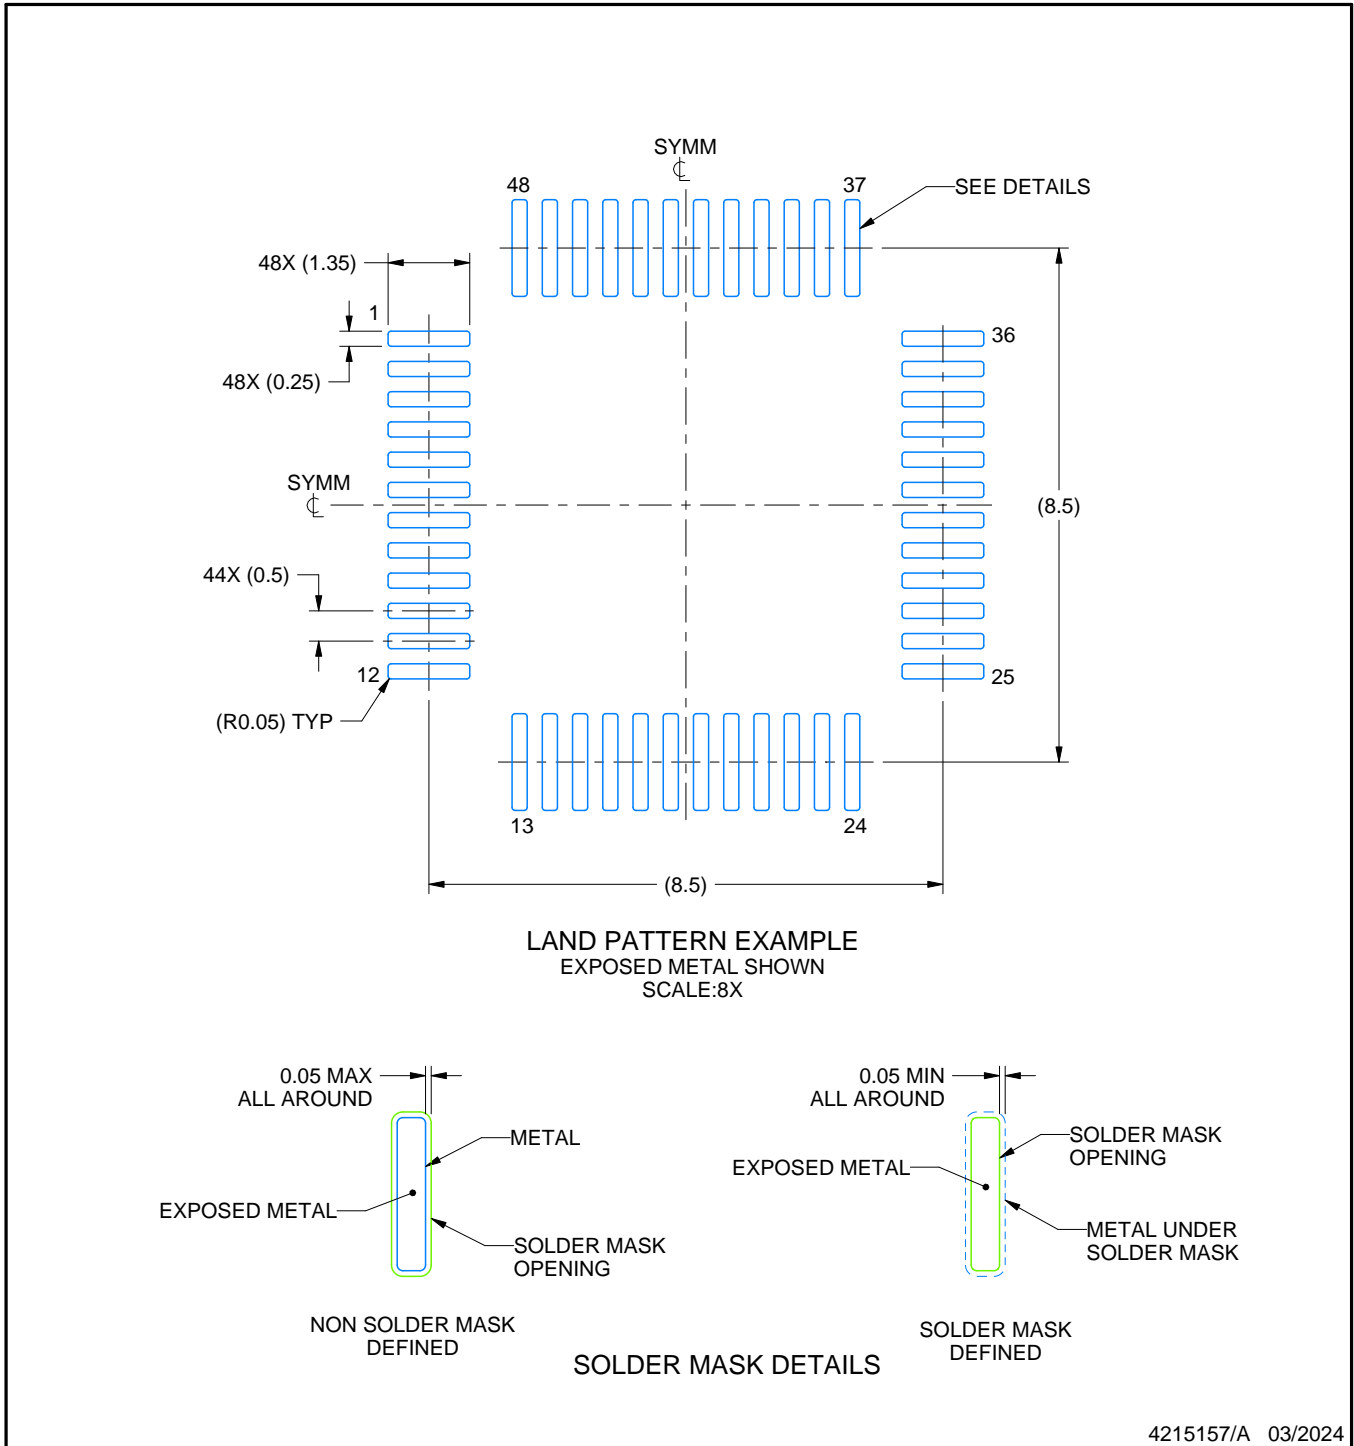 SYMM
℄
48
37
SEE DETAILS
48X (1.35)
1
36
48X (0.25)
SYMM
℄
(8.5)
44X (0.5)
12
25
(R0.05) TYP
13
24
(8.5)
LAND PATTERN EXAMPLE
EXPOSED METAL SHOWN
SCALE:8X
0.05 MAX
ALL AROUND
METAL
EXPOSED METAL
SOLDER MASK
OPENING
NON SOLDER MASK
DEFINED
0.05 MIN
ALL AROUND
SOLDER MASK
OPENING
EXPOSED METAL
METAL UNDER
SOLDER MASK
SOLDER MASK
DEFINED
SOLDER MASK DETAILS
4215157/A 03/2024